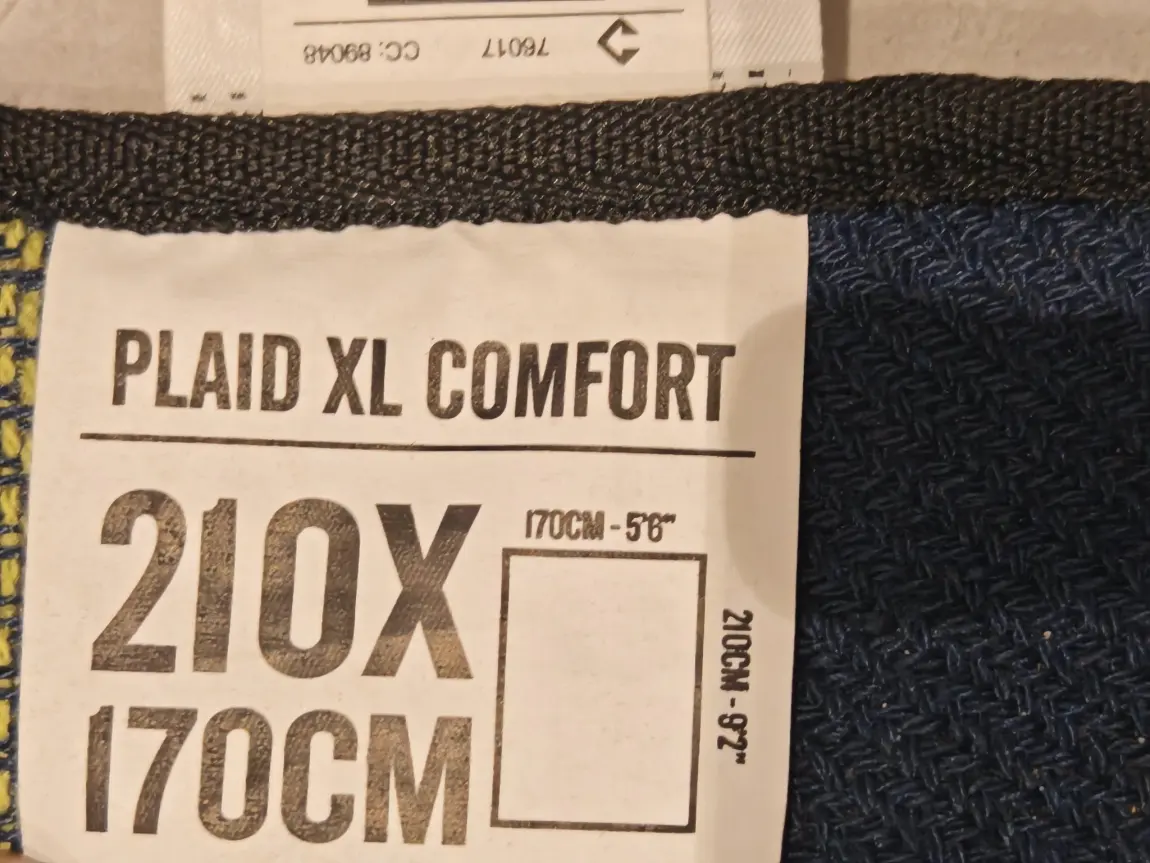 76017 CC: 89048
PLAID XL COMFORT
210X
170CM
170CM - 5'6"
210CM - 9'2"